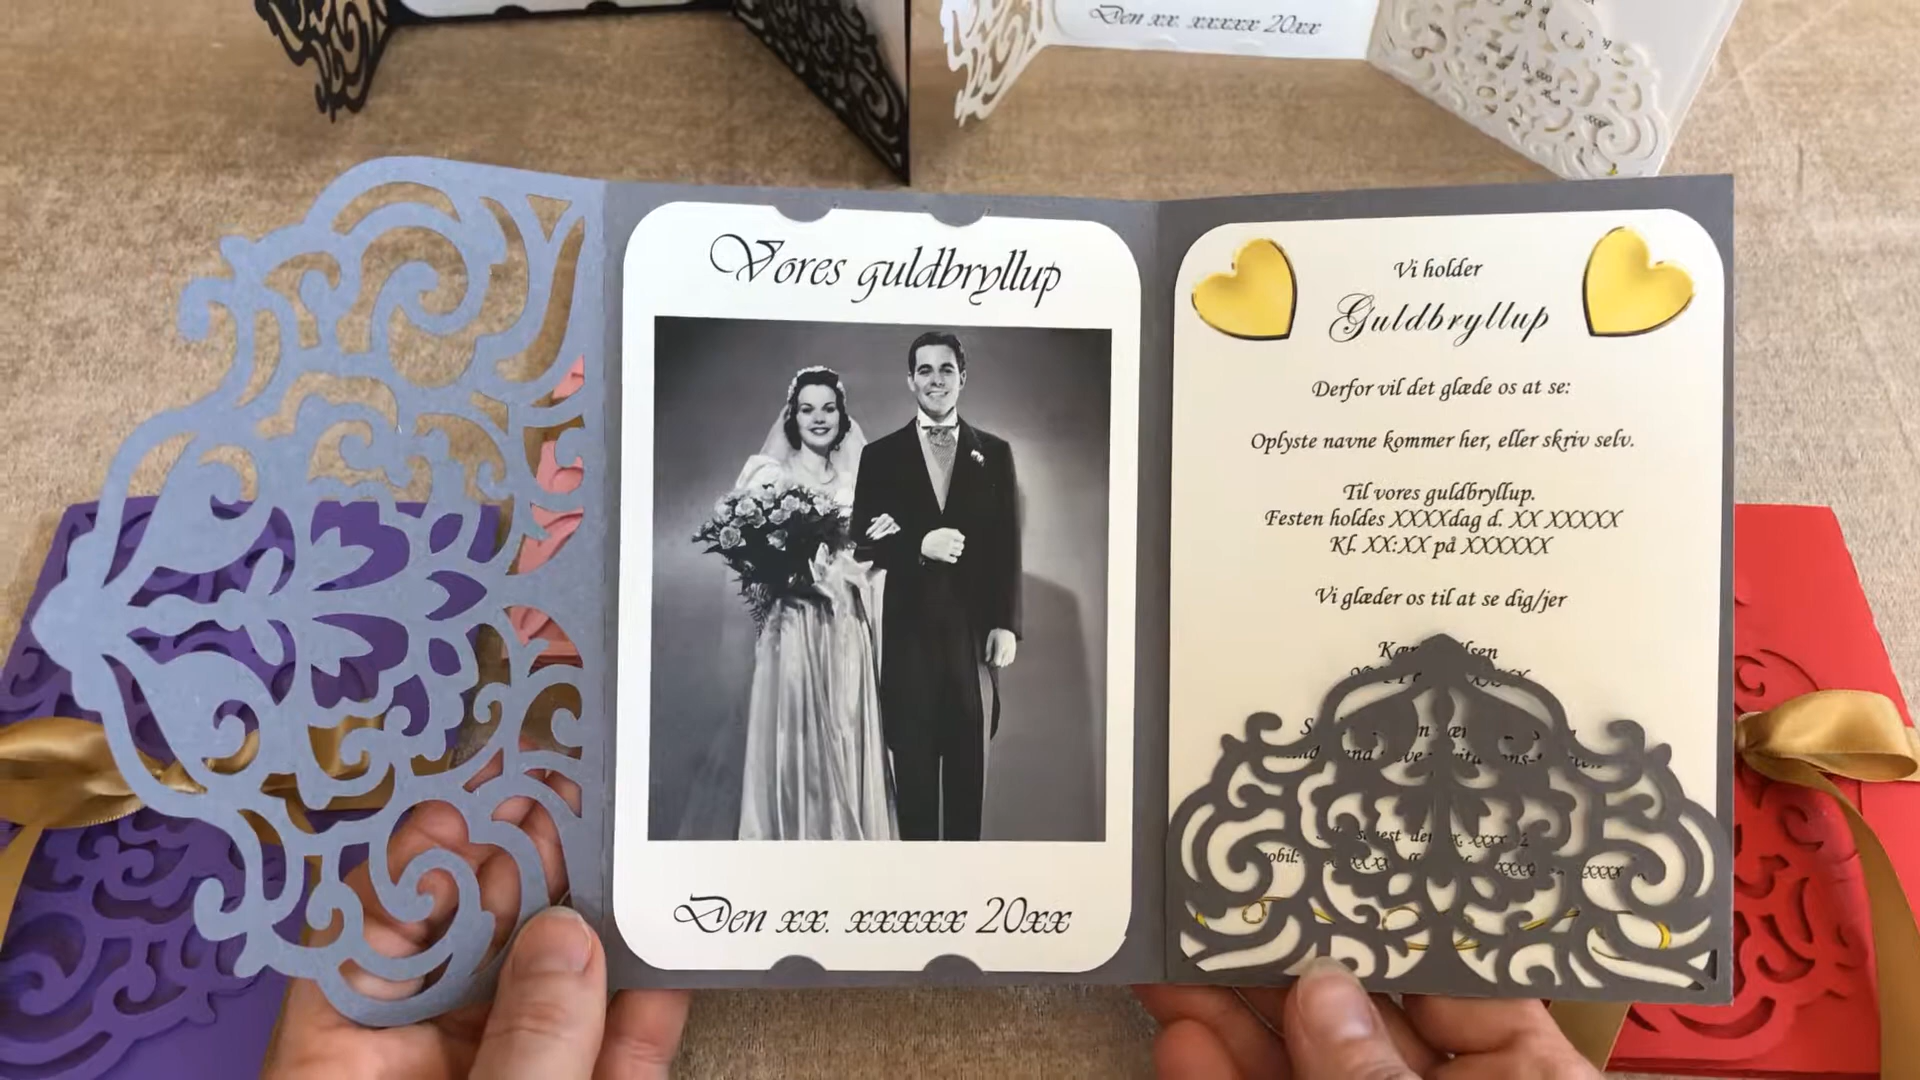 Den xx. xxxxx 20xx
Vores guldbryllup
Den xx. xxxxx 20xx
Vi holder
Guldbryllup
Derfor vil det glæde os at se:
Oplyste navne kommer her, eller skriv selv.
Til vores guldbryllup.
Festen holdes XXXXdag d. XX XXXXX
Kl. XX:XX på XXXXXX
Vi glæder os til at se dig/jer